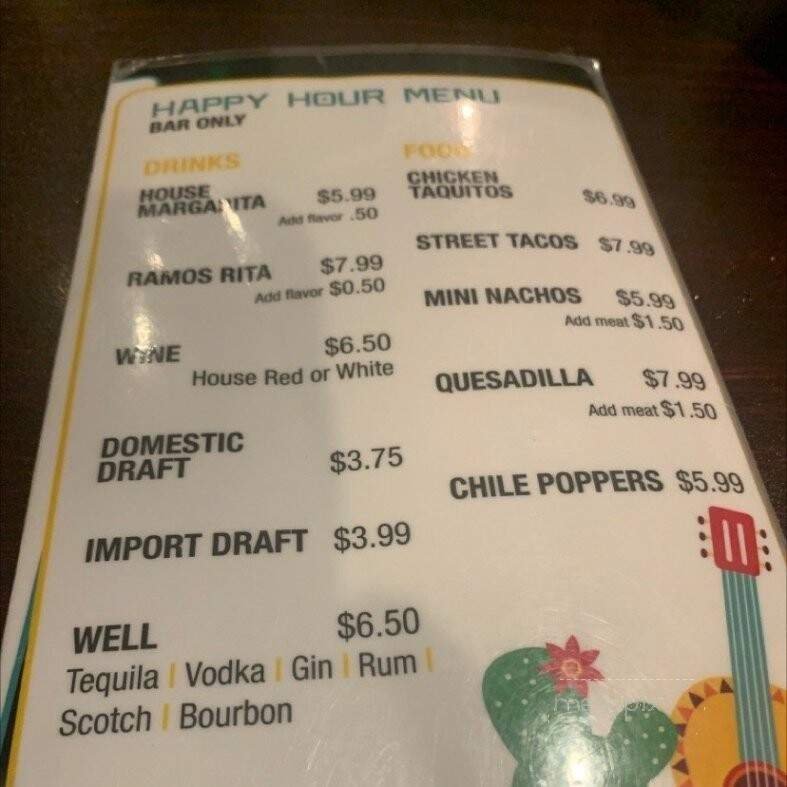 HAPPY HOUR MENU
BAR ONLY
DRINKS
HOUSE
MARGARITA $5.99
Add flavor .50
RAMOS RITA $7.99
Add flavor $0.50
WINE $6.50
House Red or White
DOMESTIC
DRAFT $3.75
IMPORT DRAFT $3.99
WELL $6.50
Tequila | Vodka | Gin | Rum |
Scotch | Bourbon
FOOD
CHICKEN
TAQUITOS $6.99
STREET TACOS $7.99
MINI NACHOS $5.99
Add meat $1.50
QUESADILLA $7.99
Add meat $1.50
CHILE POPPERS $5.99